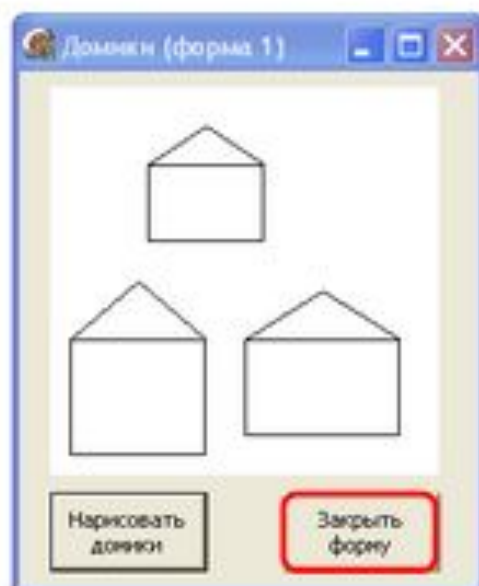 Домики (форма 1)
Нарисовать
домики
Закрыть
форму